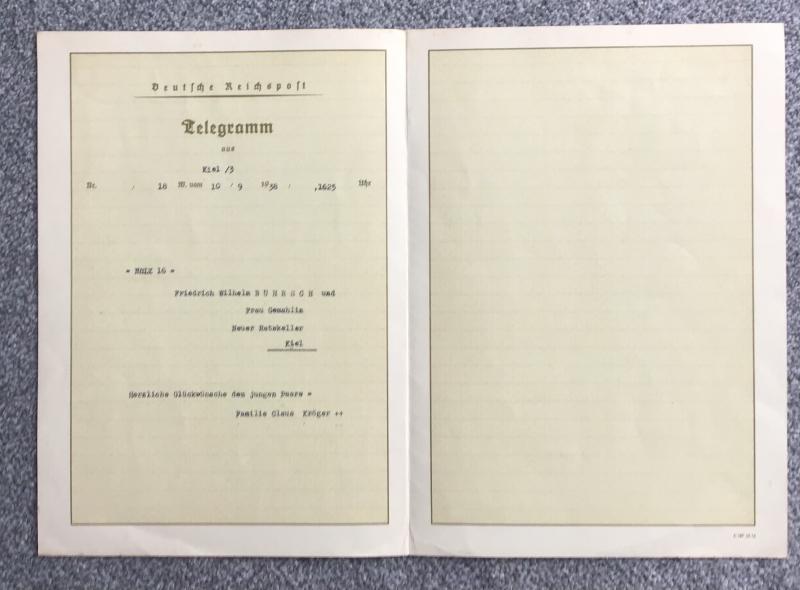 Deutsche Reichspost
Telegramm
aus
Kiel /3
Nr. / 18 W. vom 10 / 9 1938 / ,1625 Uhr
= 16 =
Friedrich Wilhelm und
Frau Gemahlin
Neuer Ratskeller
Kiel
Herzliche Glückwünsche dem jungen Paare =
Familie Claus Kröger ++